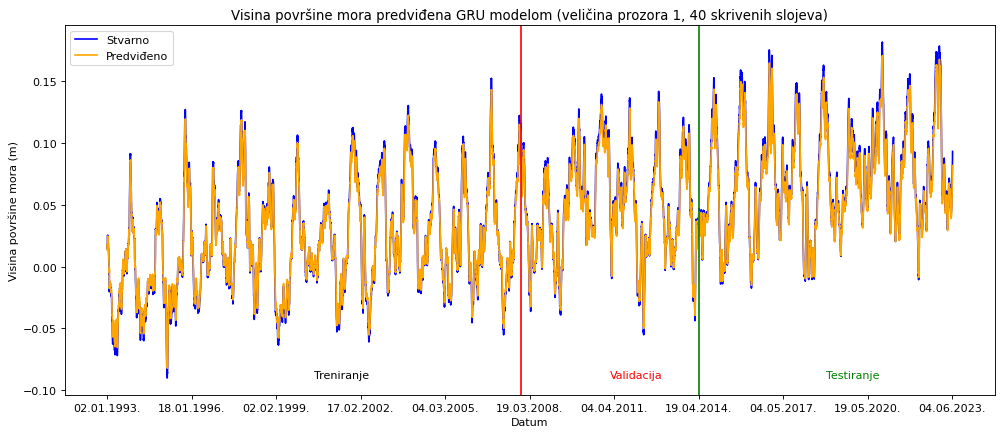 Visina površine mora predviđena GRU modelom (veličina prozora 1, 40 skrivenih slojeva)
Stvarno
Predviđeno
Visina površine mora (m)
0.15
0.10
0.05
0.00
−0.05
−0.10
Treniranje
Validacija
Testiranje
02.01.1993.
18.01.1996.
02.02.1999.
17.02.2002.
04.03.2005.
19.03.2008.
04.04.2011.
19.04.2014.
04.05.2017.
19.05.2020.
04.06.2023.
Datum